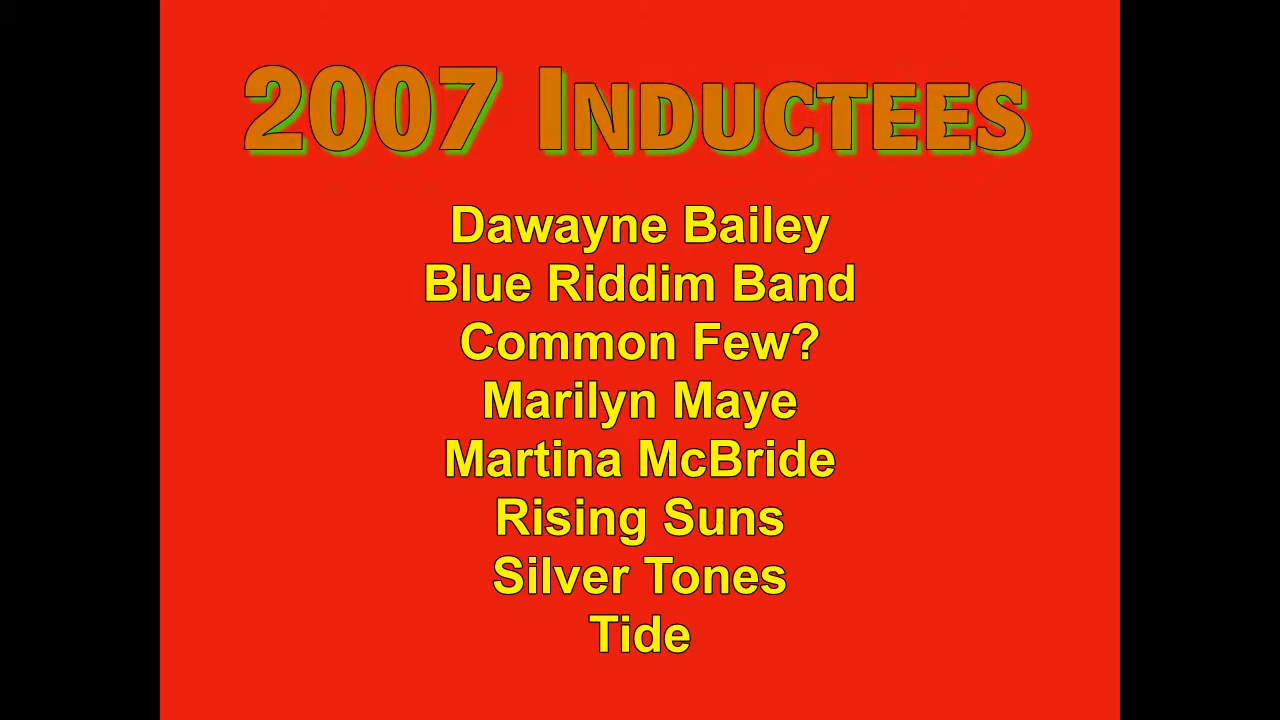 2007 Inductees
Dawayne Bailey
Blue Riddim Band
Common Few?
Marilyn Maye
Martina McBride
Rising Suns
Silver Tones
Tide